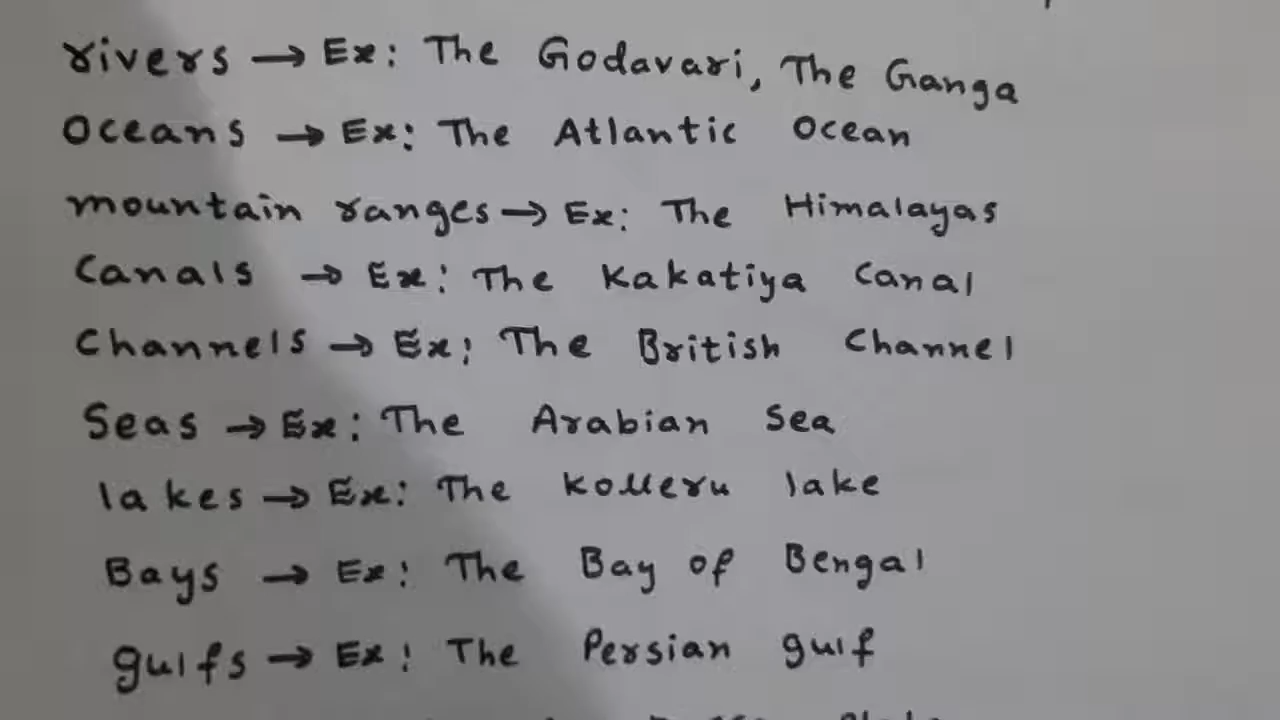 rivers → Ex: The Godavari, The Ganga
Oceans → Ex: The Atlantic Ocean
mountain ranges → Ex: The Himalayas
Canals → Ex: The Kakatiya Canal
Channels → Ex: The British Channel
Seas → Ex: The Arabian Sea
lakes → Ex: The Kolleru lake
Bays → Ex: The Bay of Bengal
gulfs → Ex: The Persian gulf